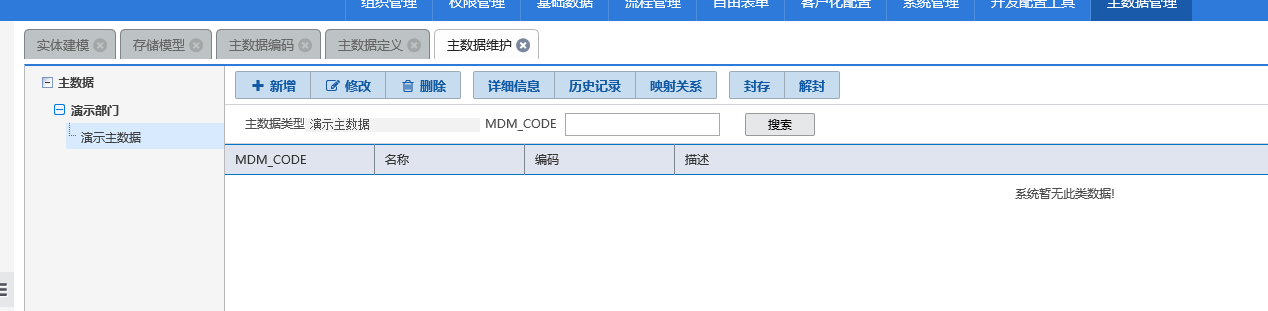 组织管理 权限管理 基础数据 流程管理 自由表单 客户化配置 系统管理 开发配置工具 主数据管理
实体建模 存储模型 主数据编码 主数据定义 主数据维护
主数据
演示部门
演示主数据
新增 修改 删除 详细信息 历史记录 映射关系 封存 解封
主数据类型 演示主数据 MDM_CODE 搜索
MDM_CODE 名称 编码 描述
系统暂无此类数据!